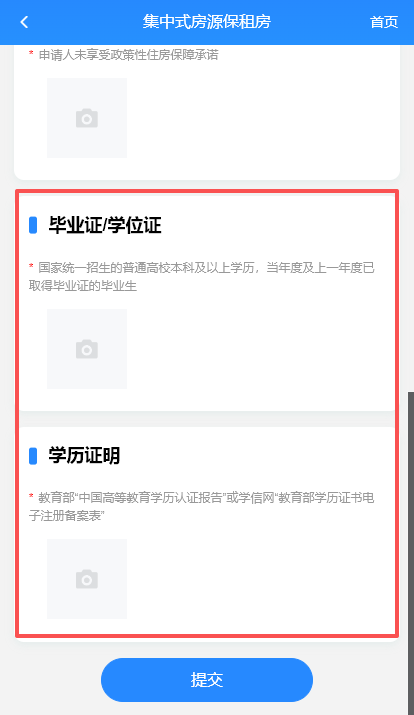 集中式房源保租房
首页
* 申请人未享受政策性住房保障承诺
毕业证/学位证
* 国家统一招生的普通高校本科及以上学历，当年度及上一年度已
取得毕业证的毕业生
学历证明
* 教育部“中国高等教育学历认证报告”或学信网“教育部学历证书电
子注册备案表”
提交